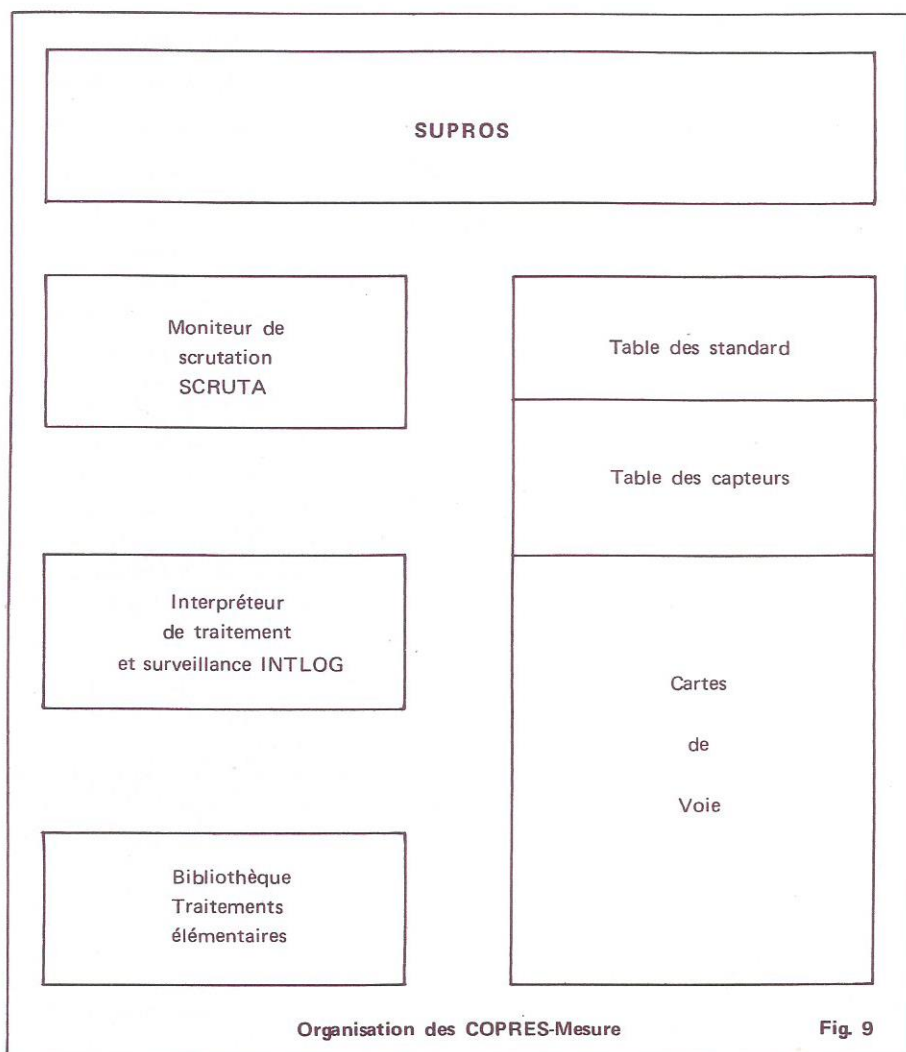 SUPROS
Moniteur de
scrutation
SCRUTA
Interpréteur
de traitement
et surveillance INTLOG
Bibliothèque
Traitements
élémentaires
Table des standard
Table des capteurs
Cartes
de
Voie
Organisation des COPRES-Mesure
Fig. 9